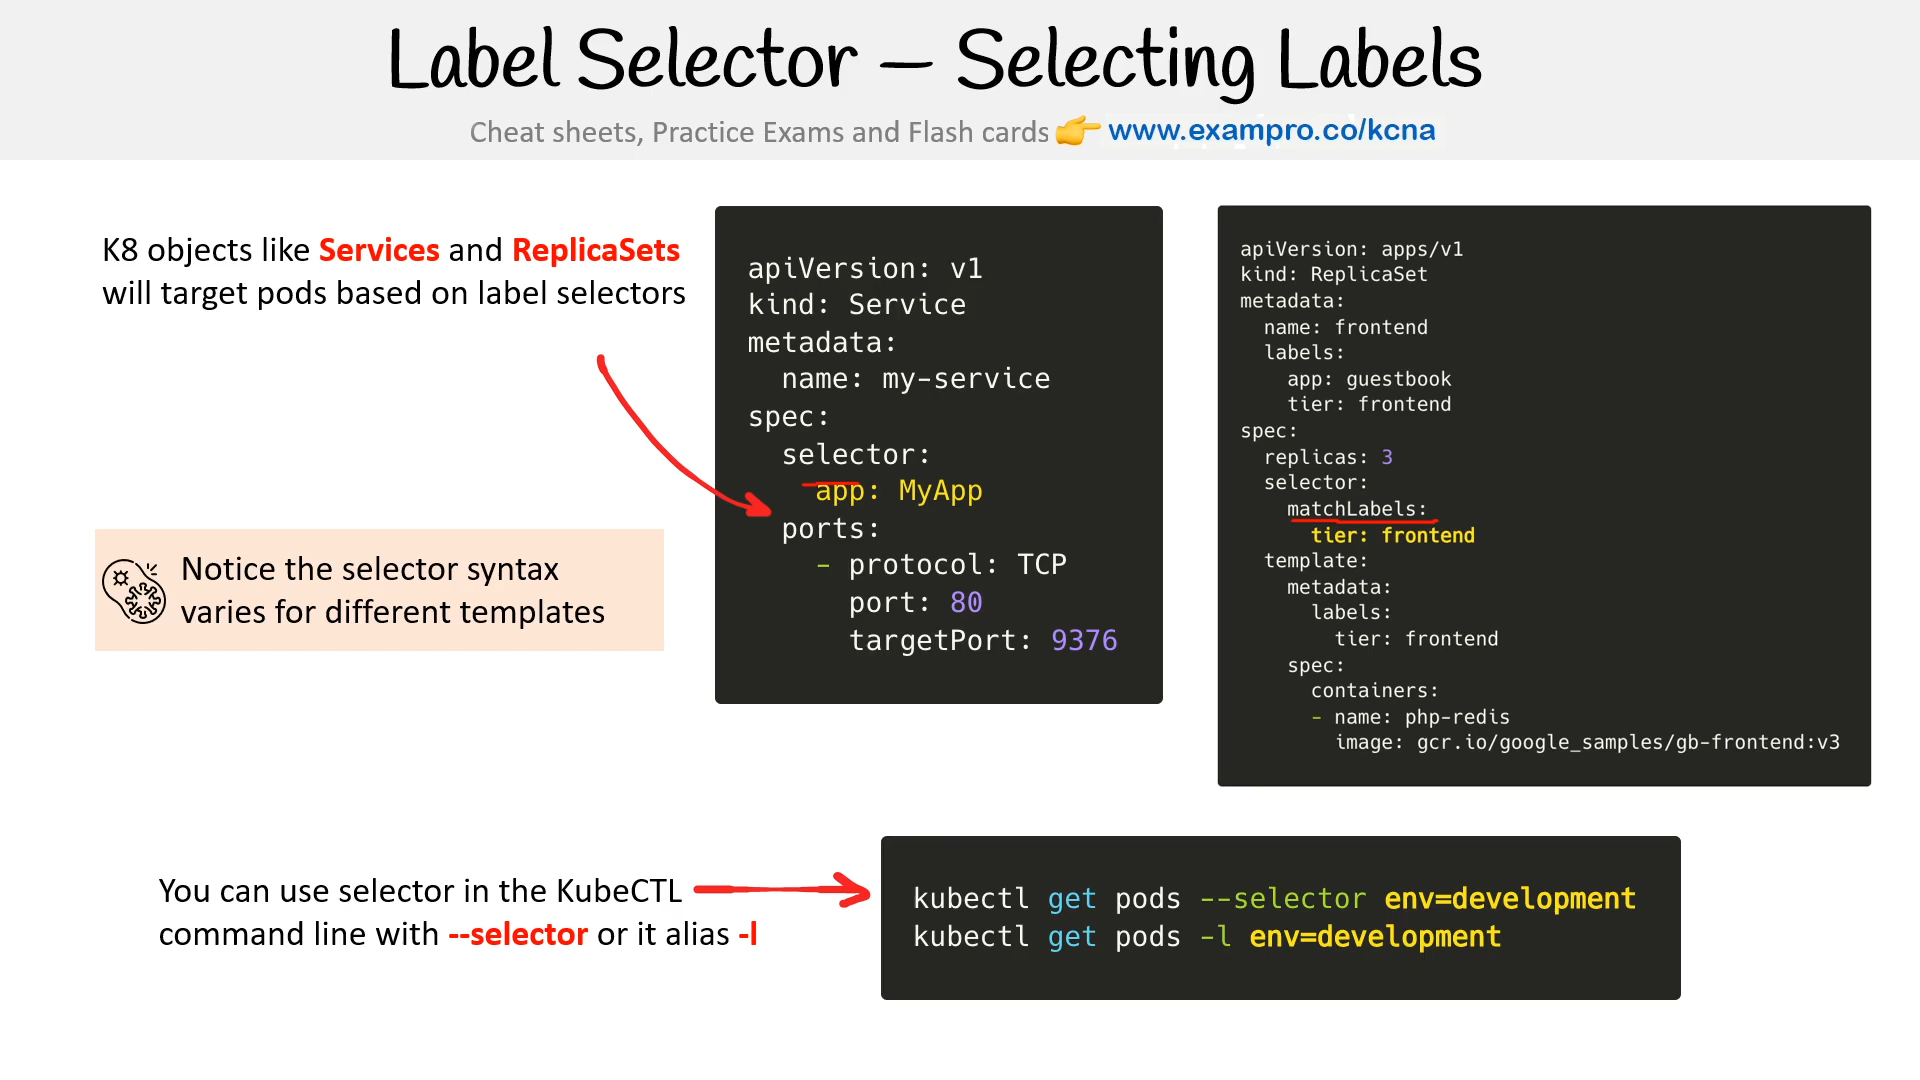 Label Selector — Selecting Labels
Cheat sheets, Practice Exams and Flash cards 👉 www.exampro.co/kcna
K8 objects like Services and ReplicaSets
will target pods based on label selectors
Notice the selector syntax
varies for different templates
apiVersion: v1
kind: Service
metadata:
  name: my-service
spec:
  selector:
    app: MyApp
  ports:
    - protocol: TCP
      port: 80
      targetPort: 9376
apiVersion: apps/v1
kind: ReplicaSet
metadata:
  name: frontend
  labels:
    app: guestbook
    tier: frontend
spec:
  replicas: 3
  selector:
    matchLabels:
      tier: frontend
  template:
    metadata:
      labels:
        tier: frontend
    spec:
      containers:
      - name: php-redis
        image: gcr.io/google_samples/gb-frontend:v3
You can use selector in the KubeCTL
command line with --selector or it alias -l
kubectl get pods --selector env=development
kubectl get pods -l env=development